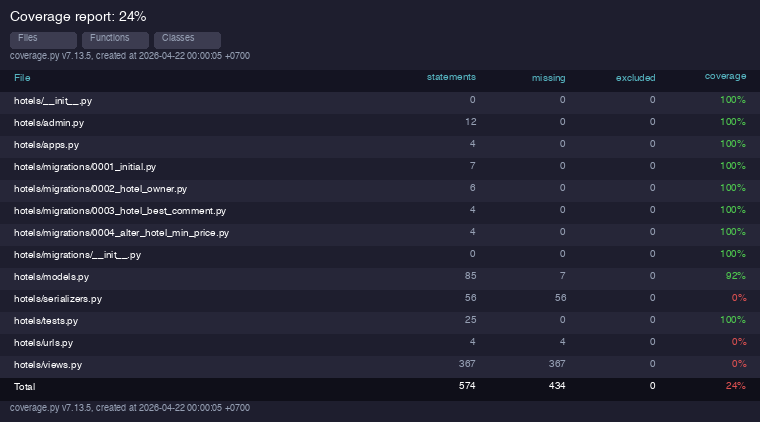 Coverage report: 24%
Files Functions Classes
coverage.py v7.13.5, created at 2026-04-22 00:00:05 +0700
File statements missing excluded coverage
hotels/__init__.py 0 0 0 100%
hotels/admin.py 12 0 0 100%
hotels/apps.py 4 0 0 100%
hotels/migrations/0001_initial.py 7 0 0 100%
hotels/migrations/0002_hotel_owner.py 6 0 0 100%
hotels/migrations/0003_hotel_best_comment.py 4 0 0 100%
hotels/migrations/0004_alter_hotel_min_price.py 4 0 0 100%
hotels/migrations/__init__.py 0 0 0 100%
hotels/models.py 85 7 0 92%
hotels/serializers.py 56 56 0 0%
hotels/tests.py 25 0 0 100%
hotels/urls.py 4 4 0 0%
hotels/views.py 367 367 0 0%
Total 574 434 0 24%
coverage.py v7.13.5, created at 2026-04-22 00:00:05 +0700